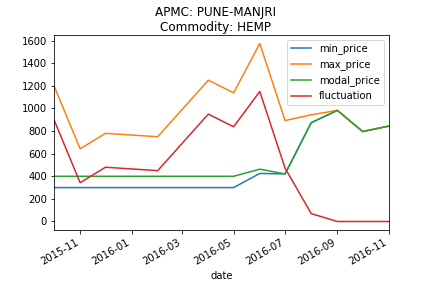 APMC: PUNE-MANJRI
Commodity: HEMP
1600
1400
1200
1000
800
600
400
200
0
min_price
max_price
modal_price
fluctuation
2015-11
2016-01
2016-03
2016-05
2016-07
2016-09
2016-11
date